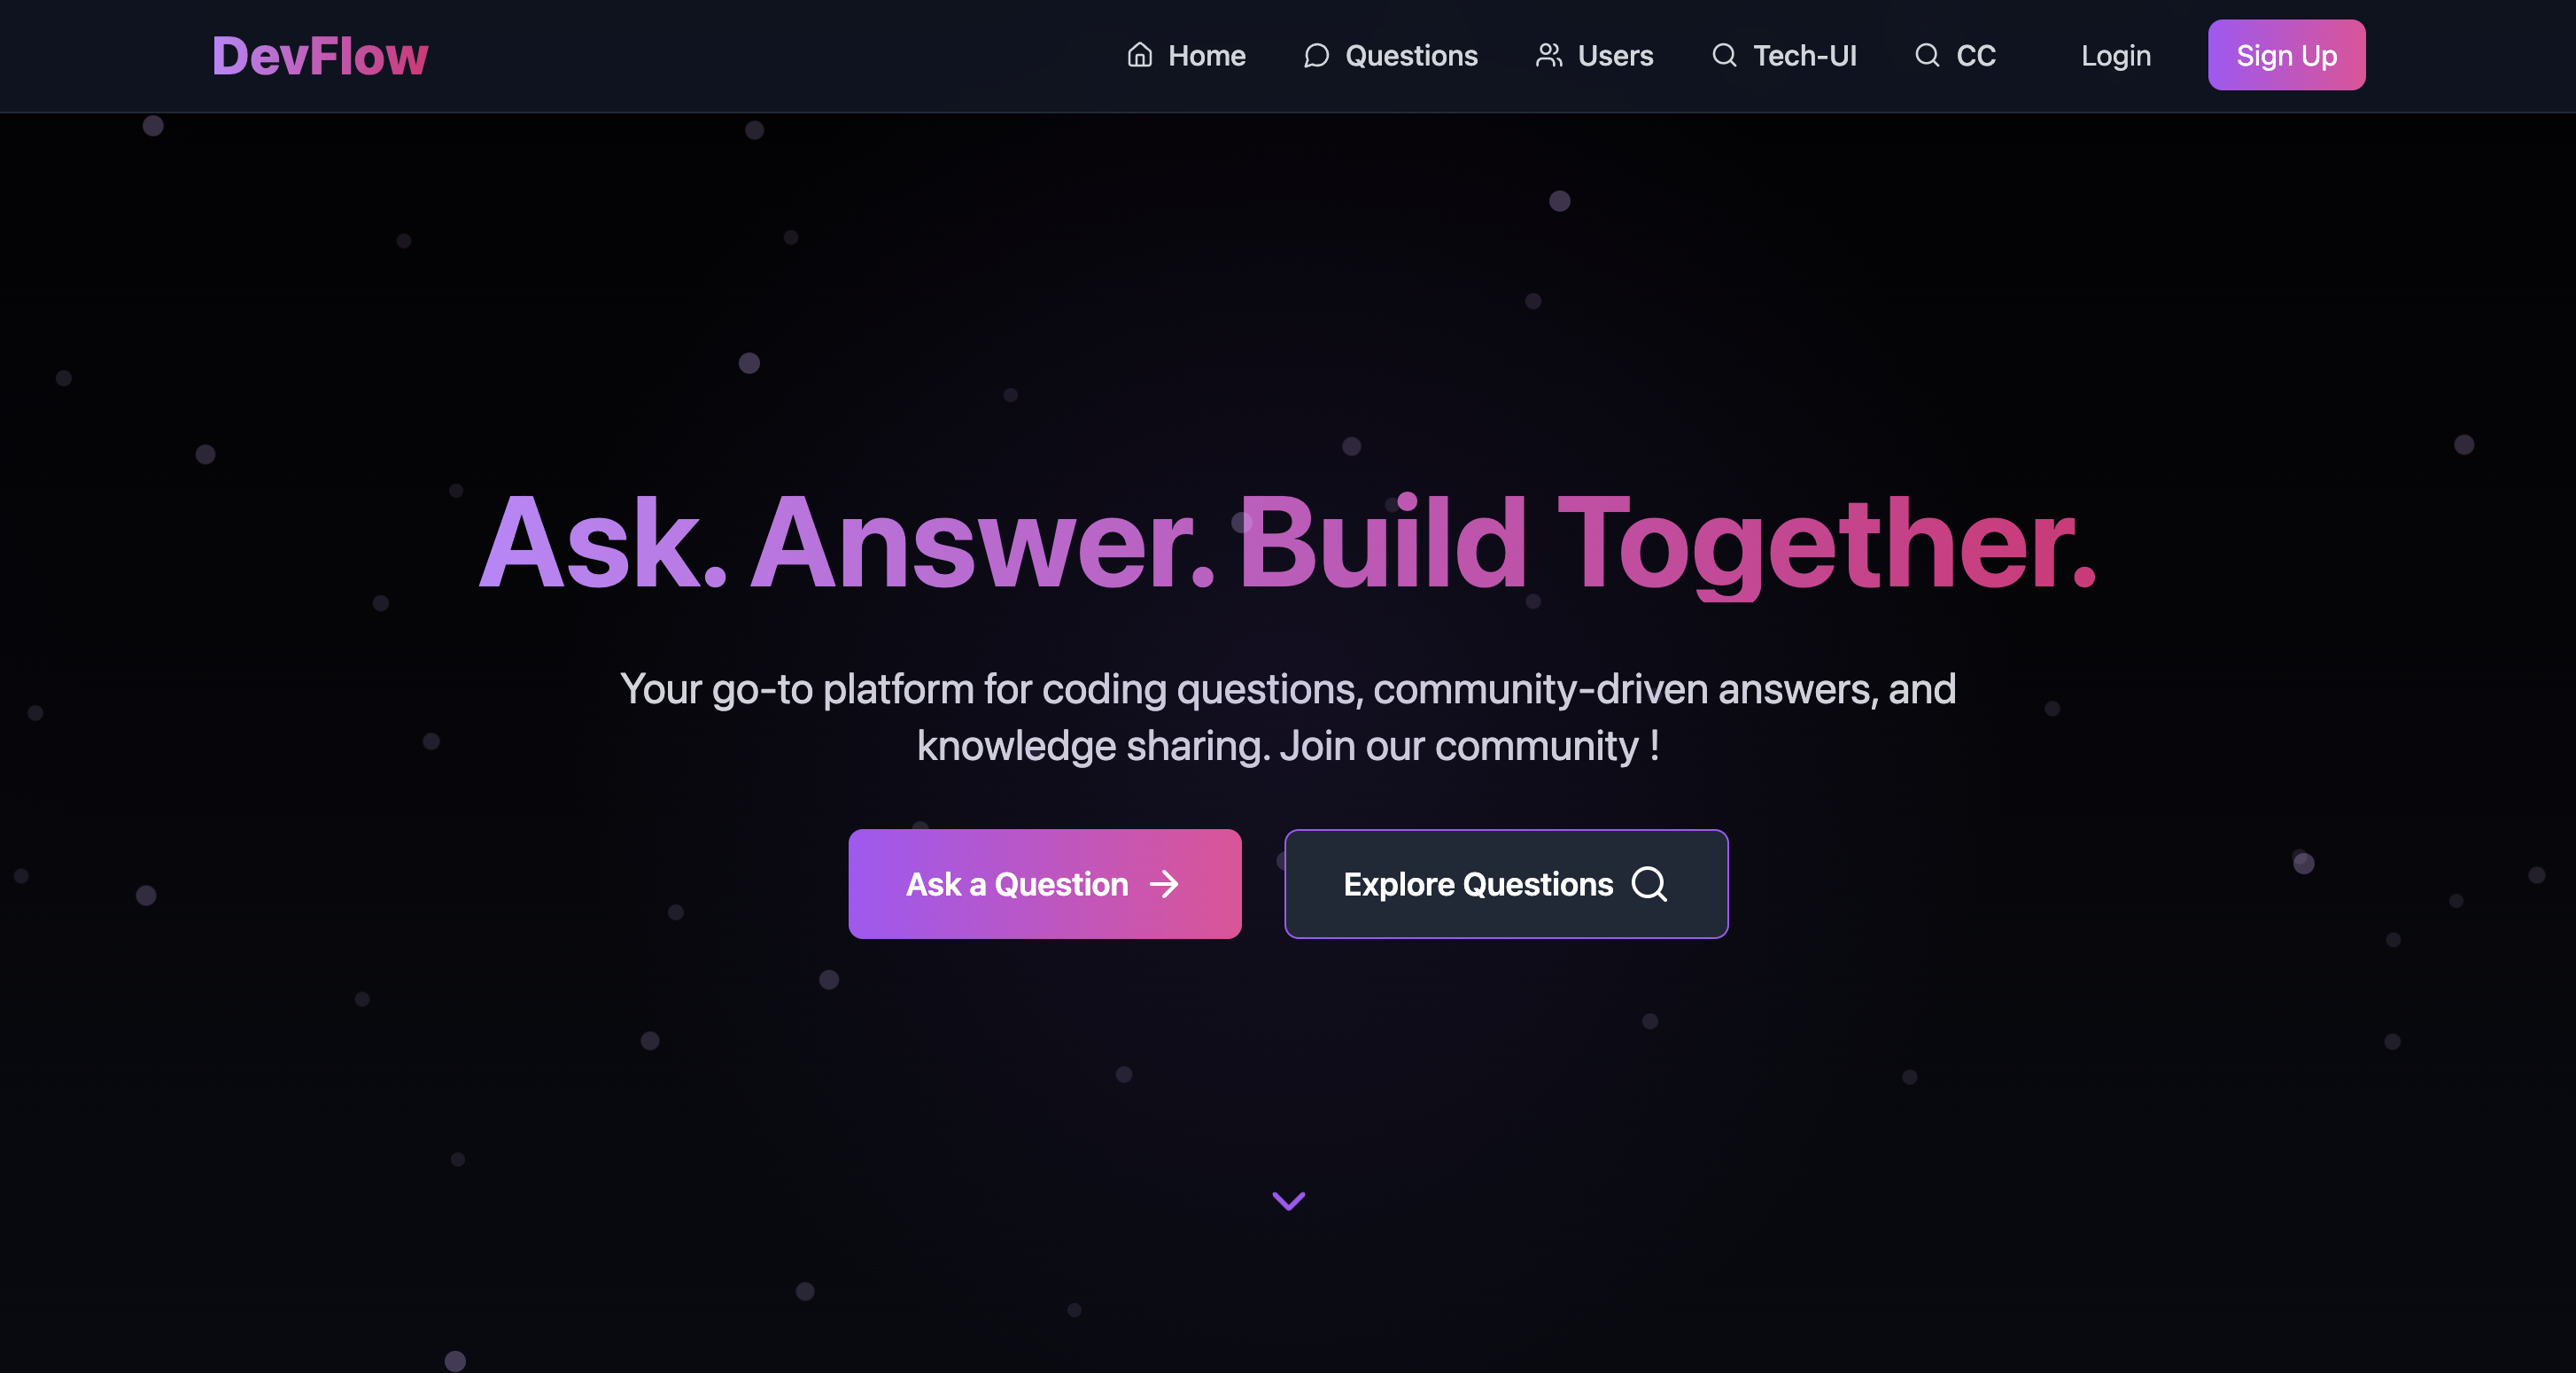 DevFlow
Home
Questions
Users
Tech-UI
CC
Login
Sign Up
Ask. Answer. Build Together.
Your go-to platform for coding questions, community-driven answers, and
knowledge sharing. Join our community !
Ask a Question
Explore Questions